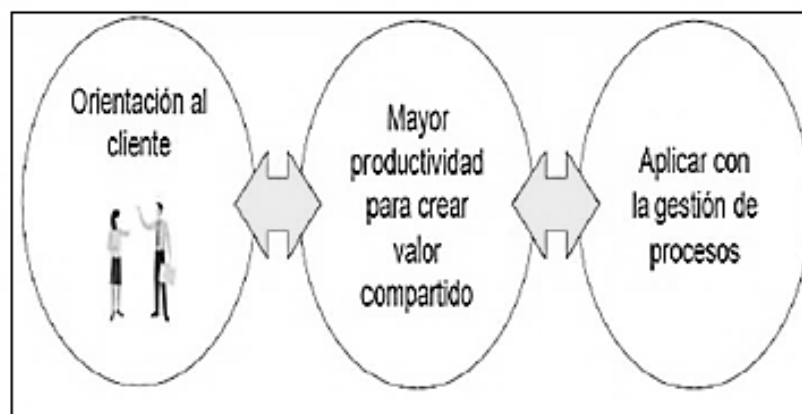 Orientación al
cliente
Mayor
productividad
para crear
valor
compartido
Aplicar con
la gestión de
procesos